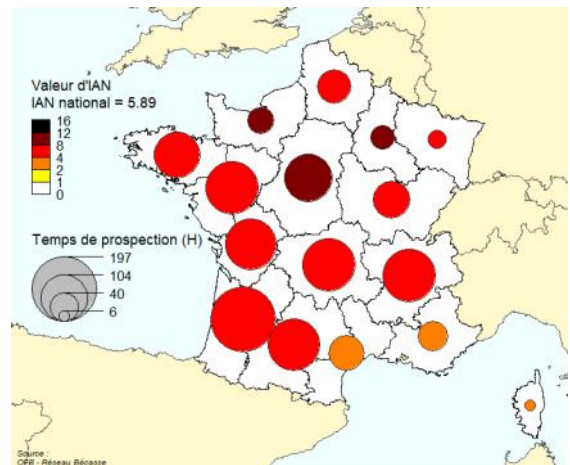 Valeur d'IAN
IAN national = 5.89
16
12
8
4
2
1
0
Temps de prospection (H)
197
104
40
6
Source :
OFB - Réseau Bécasse